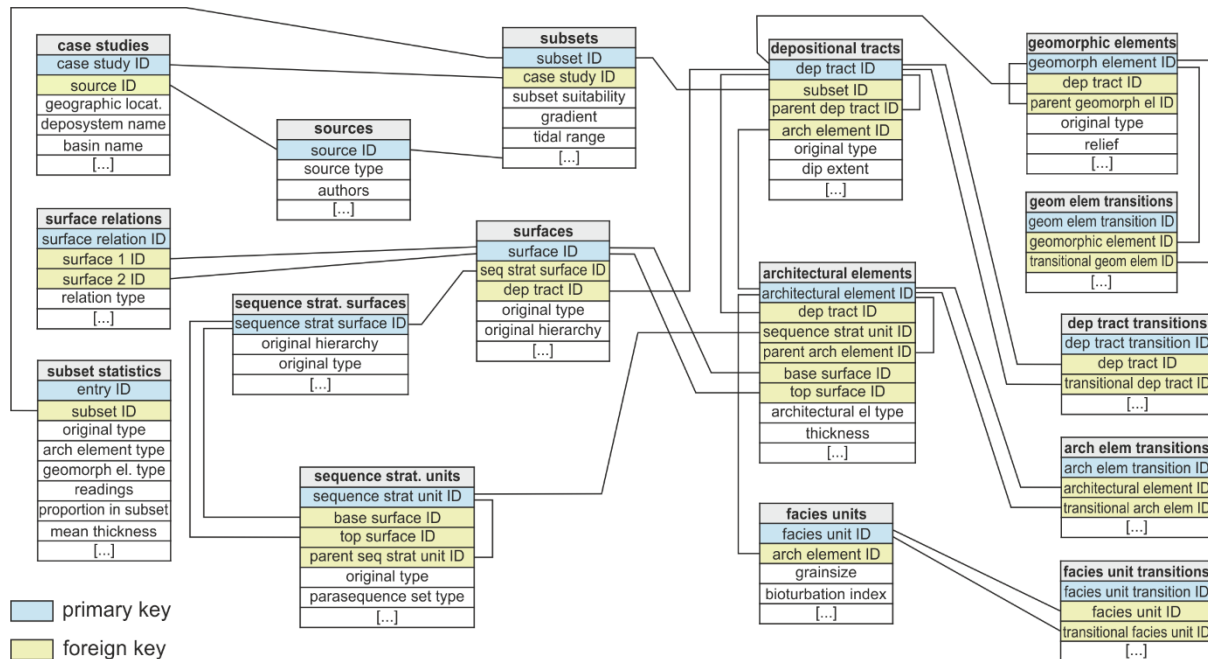 case studies
case study ID
source ID
geographic locat.
deposystem name
basin name
[...]
sources
source ID
source type
authors
[...]
subsets
subset ID
case study ID
subset suitability
gradient
tidal range
[...]
depositional tracts
dep tract ID
subset ID
parent dep tract ID
arch element ID
original type
dip extent
[...]
geomorphic elements
geomorph element ID
dep tract ID
parent geomorph el ID
original type
relief
[...]
surface relations
surface relation ID
surface 1 ID
surface 2 ID
relation type
[...]
sequence strat. surfaces
sequence strat surface ID
original hierarchy
original type
[...]
surfaces
surface ID
seq strat surface ID
dep tract ID
original type
original hierarchy
[...]
architectural elements
architectural element ID
dep tract ID
sequence strat unit ID
parent arch element ID
base surface ID
top surface ID
architectural el type
thickness
[...]
geom elem transitions
geom elem transition ID
geomorphic element ID
transitional geom elem ID
[...]
dep tract transitions
dep tract transition ID
dep tract ID
transitional dep tract ID
[...]
subset statistics
entry ID
subset ID
original type
arch element type
geomorph el. type
readings
proportion in subset
mean thickness
[...]
sequence strat. units
sequence strat unit ID
base surface ID
top surface ID
parent seq strat unit ID
original type
parasequence set type
[...]
facies units
facies unit ID
arch element ID
grainsize
bioturbation index
[...]
arch elem transitions
arch elem transition ID
architectural element ID
transitional arch elem ID
[...]
facies unit transitions
facies unit transition ID
facies unit ID
transitional facies unit ID
[...]
primary key
foreign key